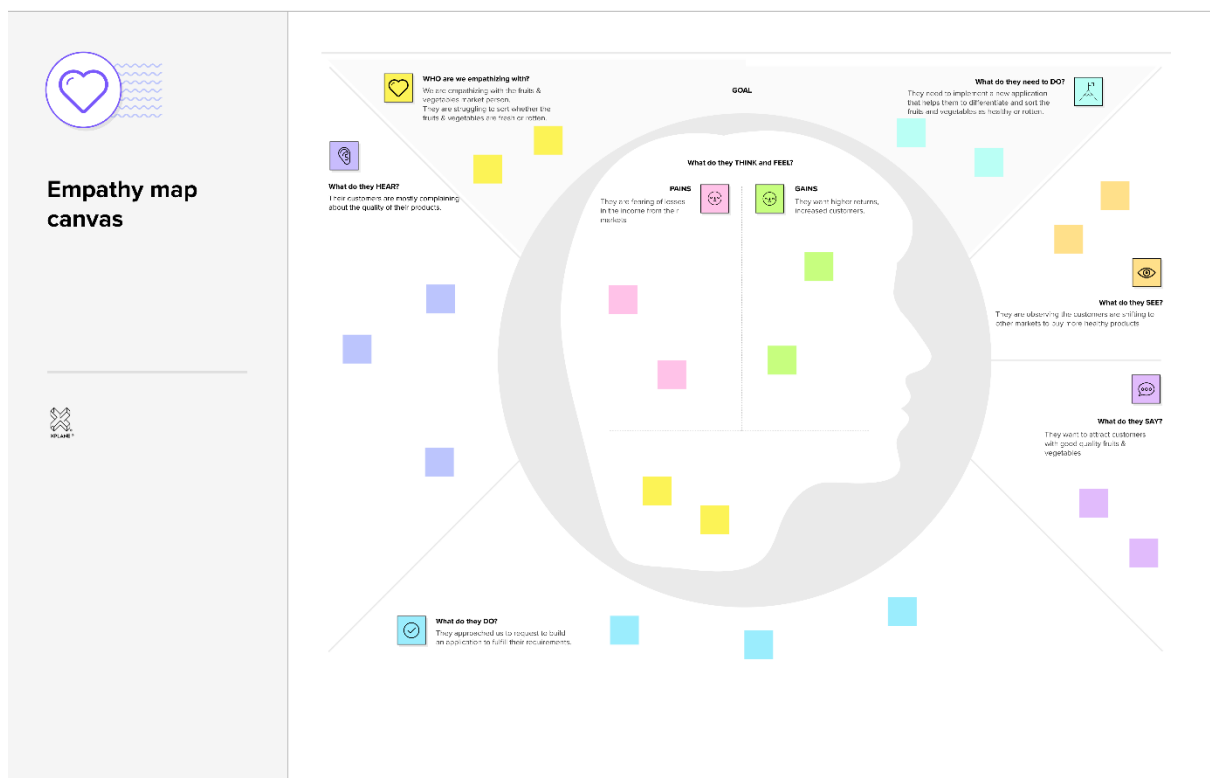 Empathy map
canvas
XPLANE
WHO are we empathizing with?
We are empathizing with the fruits &
vegetables market person.
They are struggling to sort whether the
fruits & vegetables are fresh or rotten.
GOAL
What do they need to DO?
They need to implement a new application
that helps them to differentiate and sort the
fruits and vegetables as healthy or rotten.
What do they HEAR?
Their customers are mostly complaining
about the quality of their products.
What do they THINK and FEEL?
PAINS
They are fearing of losses
in the income from their
markets
GAINS
They want higher returns,
increased customers.
What do they SEE?
They are observing the customers are shifting to
other markets to buy more healthy products
What do they SAY?
They want to attract customers
with good quality fruits &
vegetables
What do they DO?
They approached us to request to build
an application to fulfill their requirements.